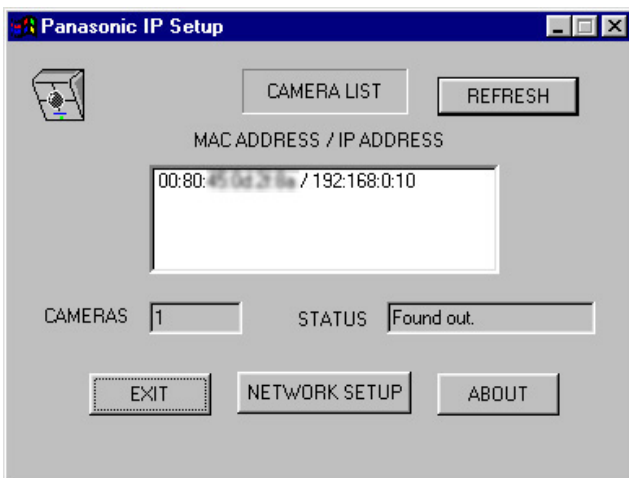 Panasonic IP Setup
CAMERA LIST
REFRESH
MAC ADDRESS / IP ADDRESS
00:80: / 192:168:0:10
CAMERAS 1 STATUS Found out.
EXIT NETWORK SETUP ABOUT